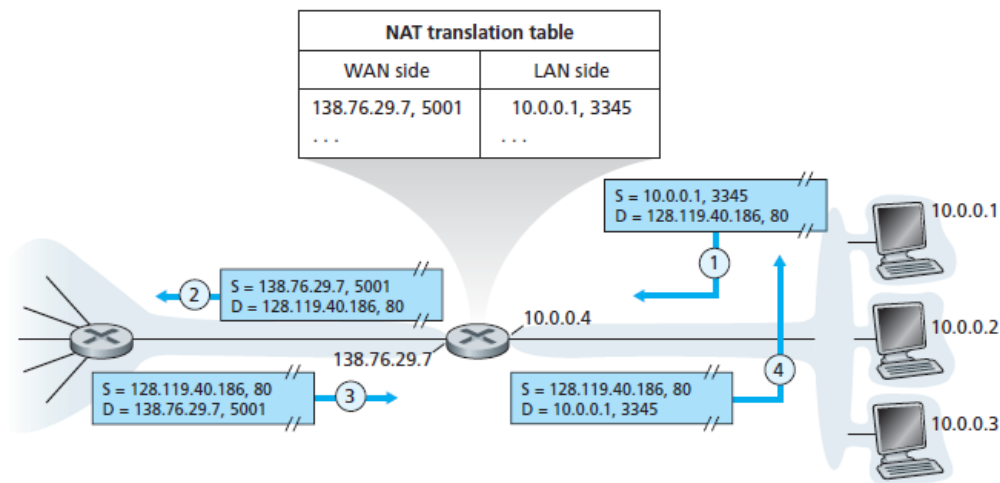 NAT translation table
WAN side
LAN side
138.76.29.7, 5001
10.0.0.1, 3345
. . .
. . .
S = 10.0.0.1, 3345
D = 128.119.40.186, 80
10.0.0.1
1
S = 138.76.29.7, 5001
D = 128.119.40.186, 80
2
10.0.0.4
10.0.0.2
138.76.29.7
S = 128.119.40.186, 80
D = 138.76.29.7, 5001
3
S = 128.119.40.186, 80
D = 10.0.0.1, 3345
4
10.0.0.3